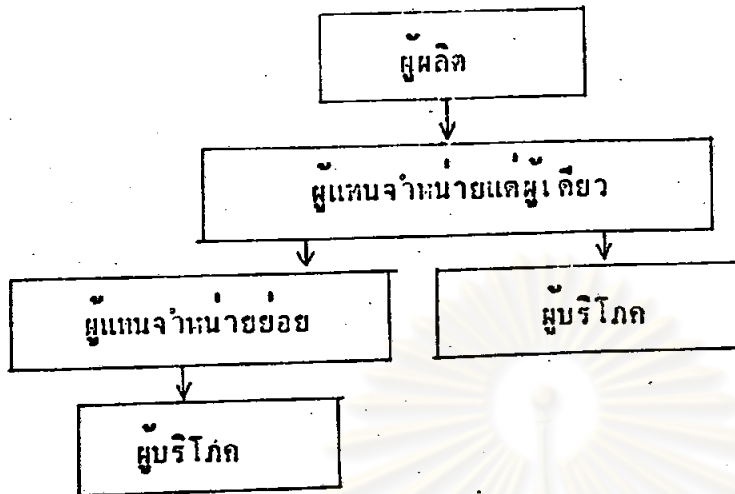 ผู้ผลิต
ผู้แทนจำหน่ายแต่ผู้เดียว
ผู้แทนจำหน่ายย่อย
ผู้บริโภค
ผู้บริโภค